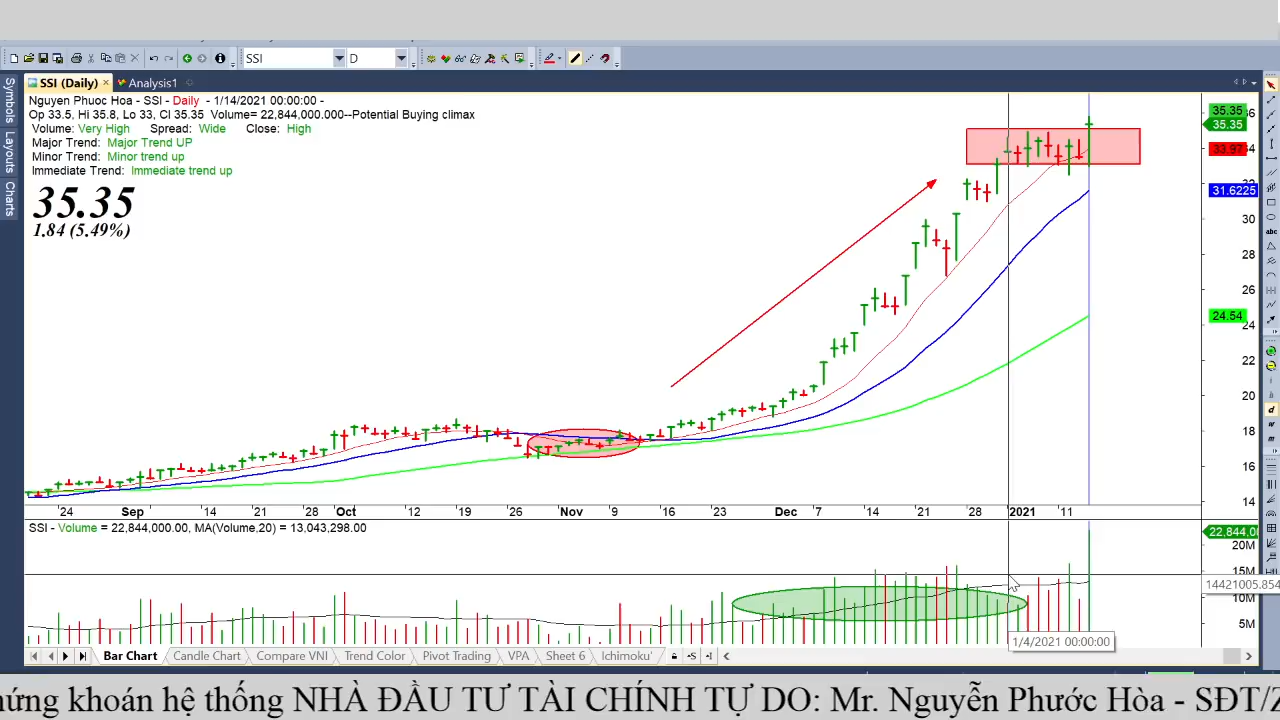 SSI
D
SSI (Daily)
Analysis1
Symbols
Layouts
Charts
Nguyen Phuoc Hoa - SSI - Daily - 1/14/2021 00:00:00 -
Op 33.5, Hi 35.8, Lo 33, Cl 35.35 Volume= 22,844,000.000--Potential Buying climax
Volume: Very High Spread: Wide Close: High
Major Trend: Major Trend UP
Minor Trend: Minor trend up
Immediate Trend: Immediate trend up
35.35
1.84 (5.49%)
35.35
35.35
33.97
31.6225
30
28
26
24.54
24
22
20
18
16
14
24 Sep 14 21 28 Oct 12 19 26 Nov 9 16 23 Dec 7 14 21 28 2021 11
SSI - Volume = 22,844,000.00, MA(Volume,20) = 13,043,298.00
22,844,00
20M
15M
14421005.854
10M
5M
1/4/2021 00:00:00
Bar Chart Candle Chart Compare VNI Trend Color Pivot Trading VPA Sheet 6 Ichimoku'
hứng khoán hệ thống NHÀ ĐẦU TƯ TÀI CHÍNH TỰ DO: Mr. Nguyễn Phước Hòa - SĐT/Z